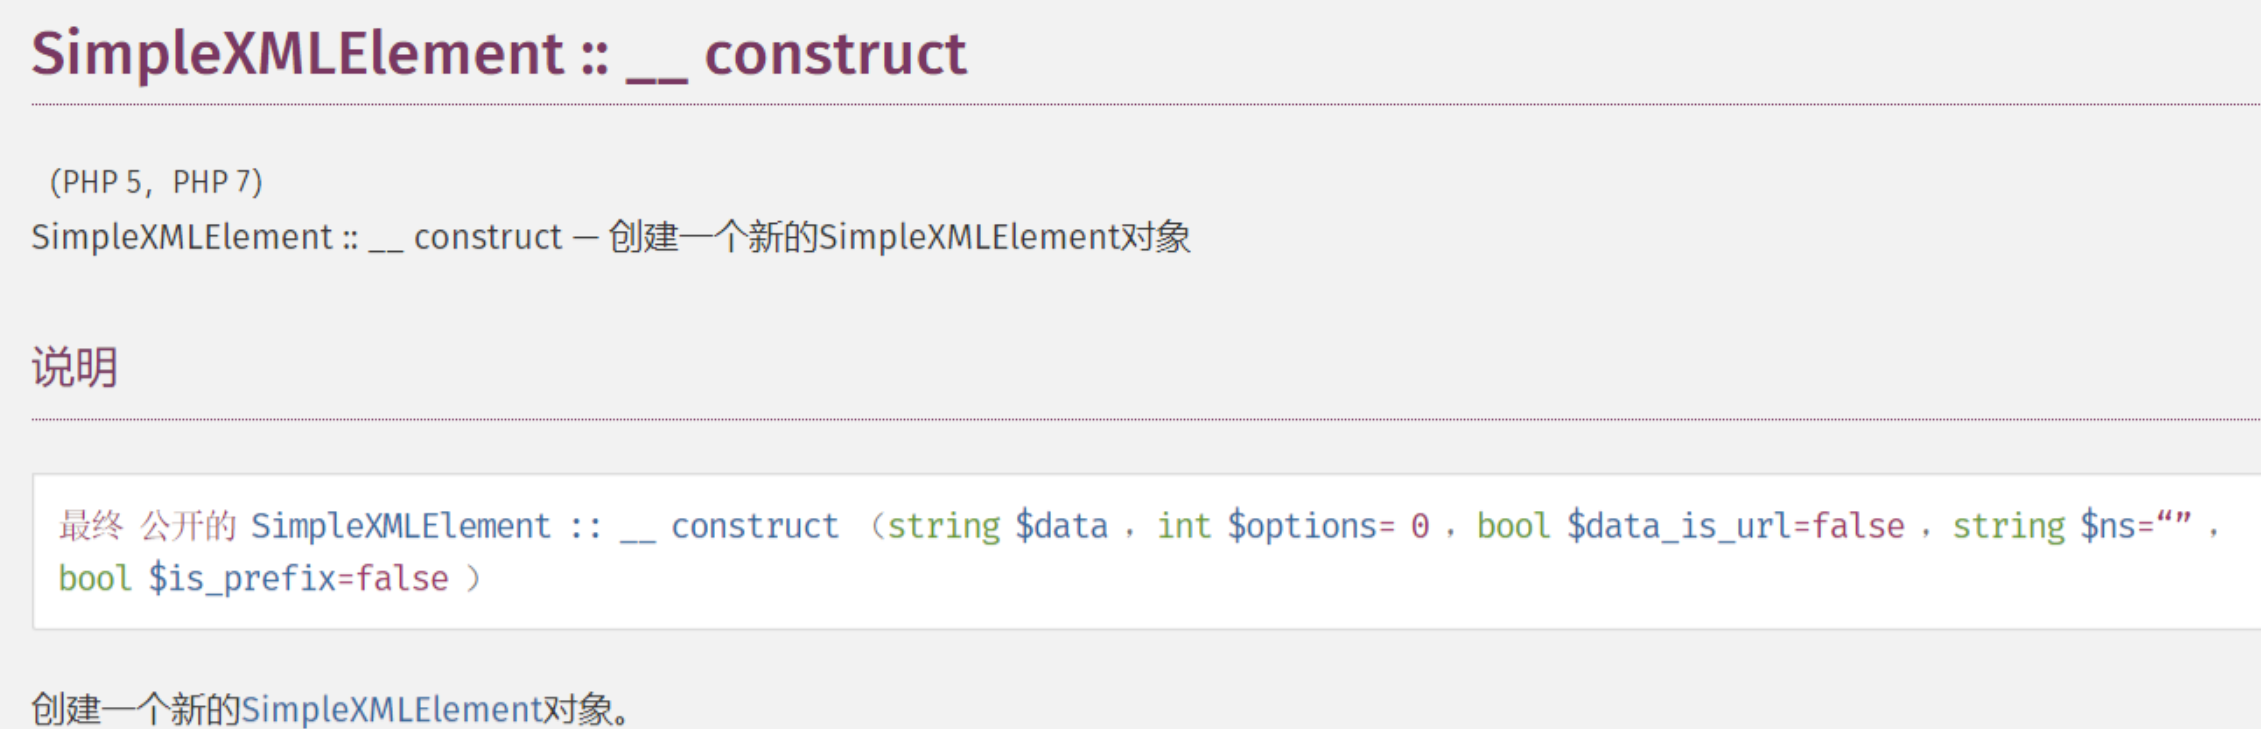 SimpleXMLElement :: __ construct
(PHP 5，PHP 7)
SimpleXMLElement :: __ construct — 创建一个新的SimpleXMLElement对象
说明
最终 公开的 SimpleXMLElement :: __ construct （string $data ，int $options= 0 ，bool $data_is_url=false ，string $ns=“” ，
bool $is_prefix=false ）
创建一个新的SimpleXMLElement对象。